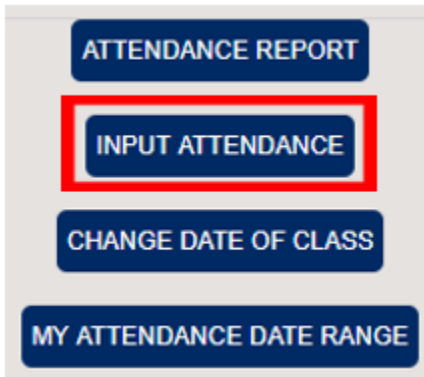 ATTENDANCE REPORT
INPUT ATTENDANCE
CHANGE DATE OF CLASS
MY ATTENDANCE DATE RANGE